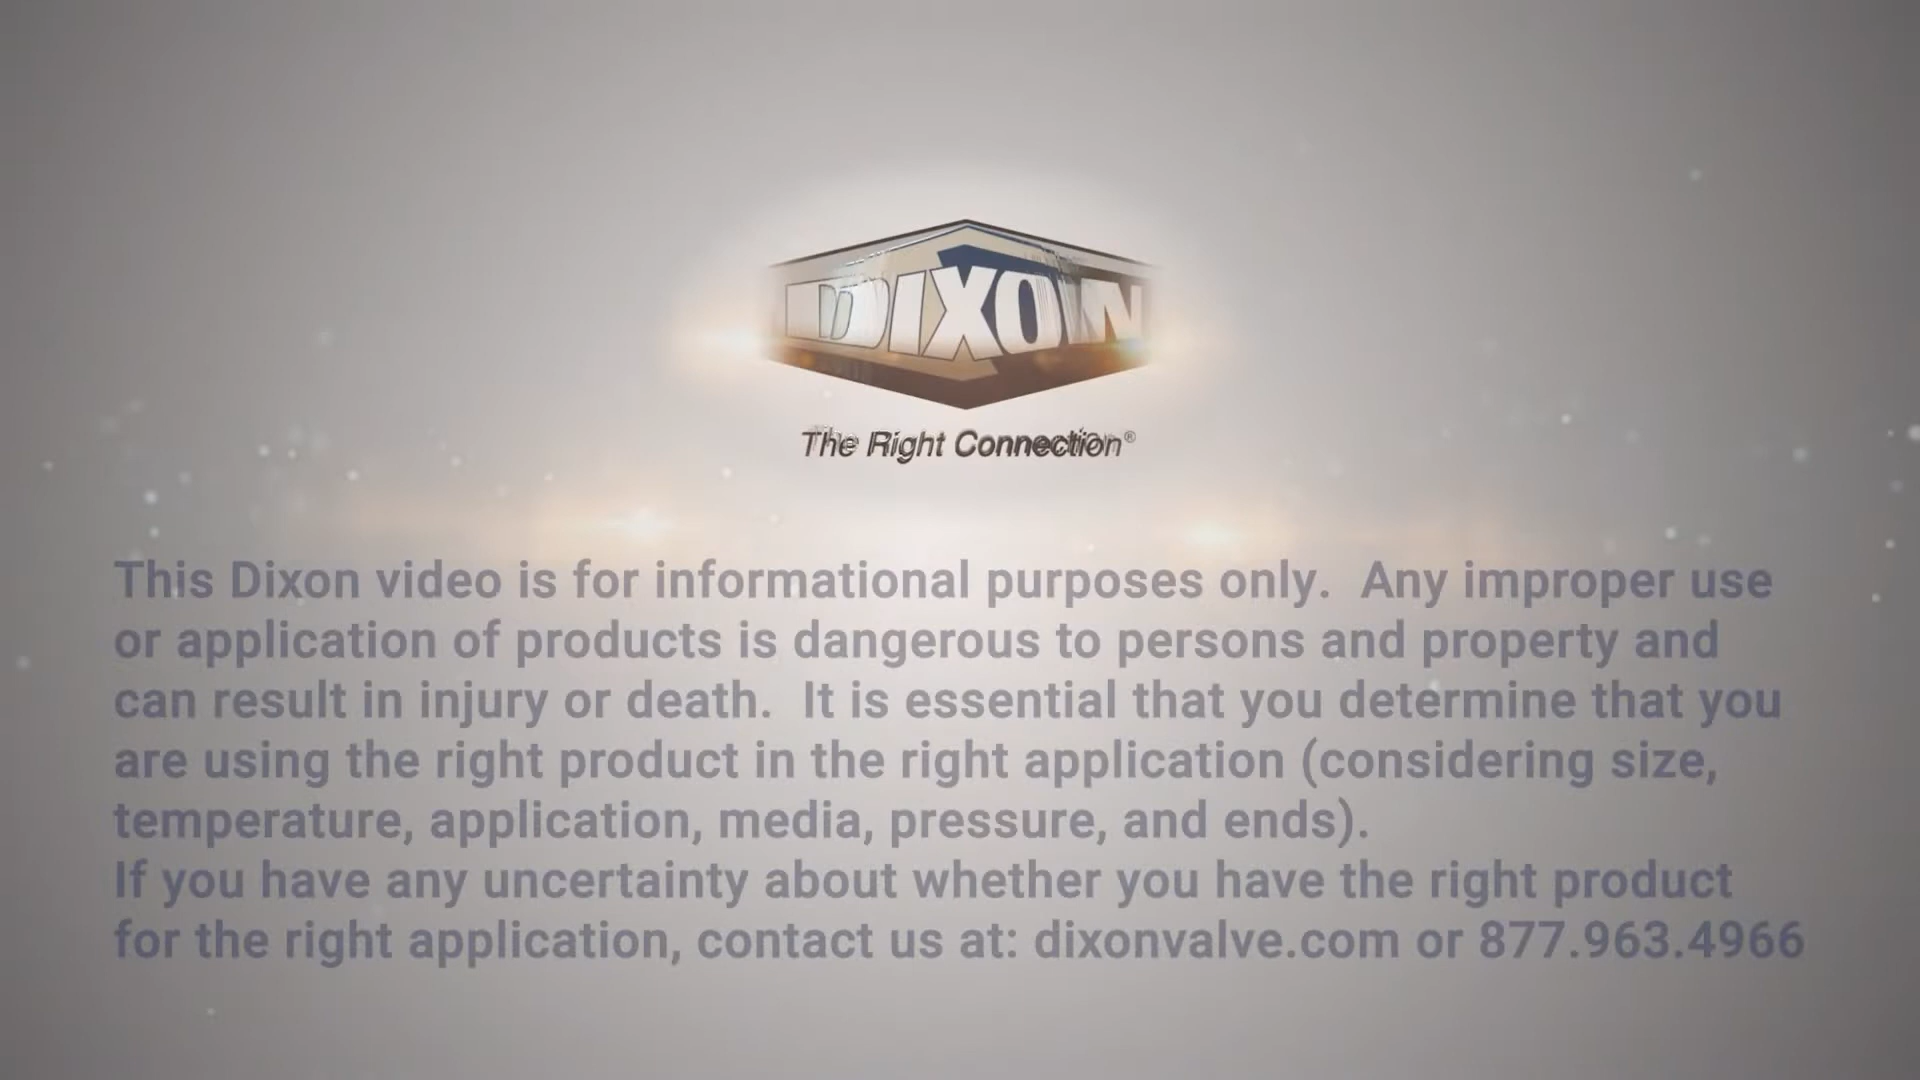 DIXON
The Right Connection®
This Dixon video is for informational purposes only. Any improper use
or application of products is dangerous to persons and property and
can result in injury or death. It is essential that you determine that you
are using the right product in the right application (considering size,
temperature, application, media, pressure, and ends).
If you have any uncertainty about whether you have the right product
for the right application, contact us at: dixonvalve.com or 877.963.4966